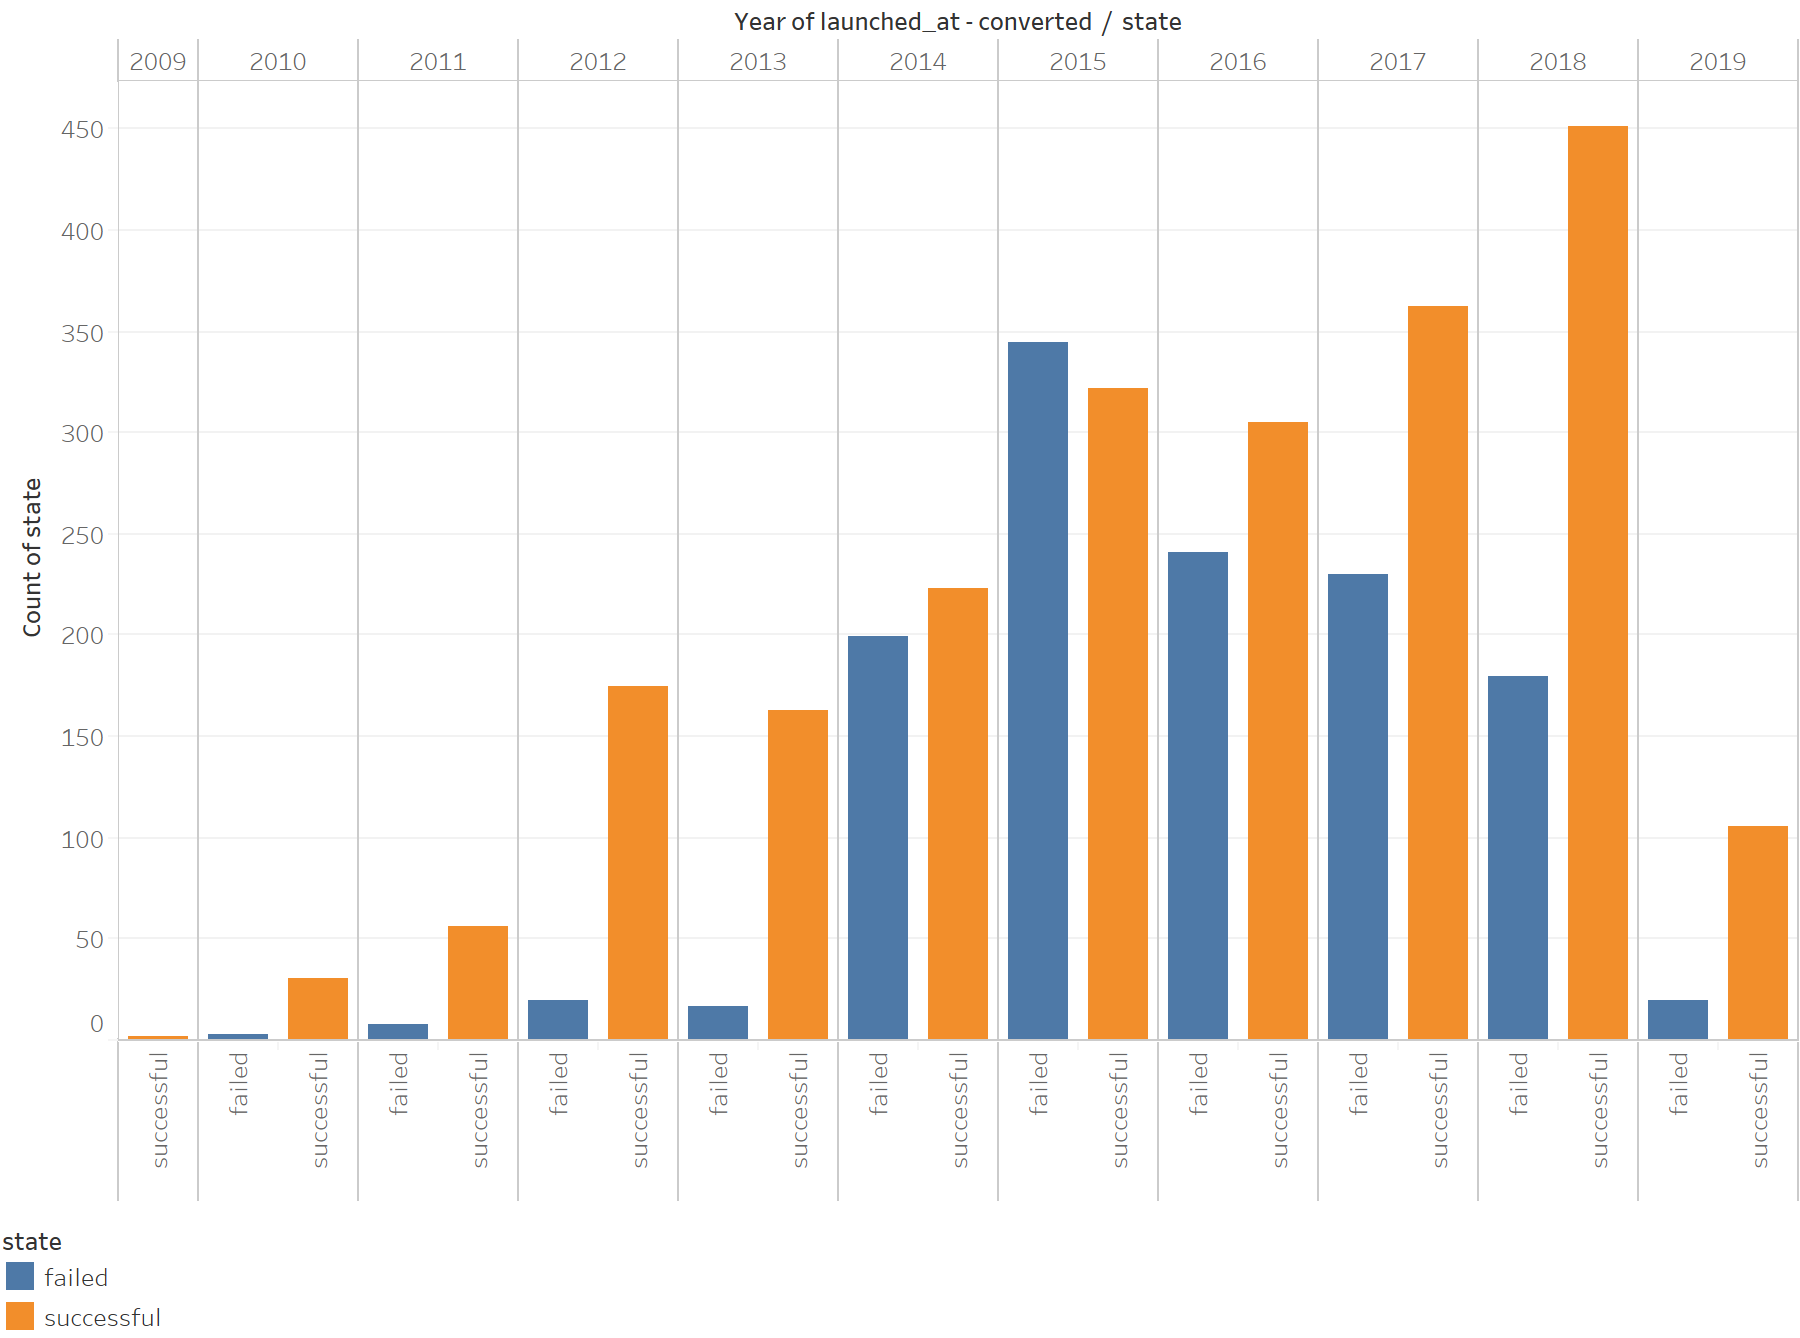 Year of launched_at - converted / state
2009 2010 2011 2012 2013 2014 2015 2016 2017 2018 2019
450
400
350
300
250
200
150
100
50
0
Count of state
successful failed successful failed successful failed successful failed successful failed successful failed successful failed successful failed successful failed successful failed successful
state
failed
successful